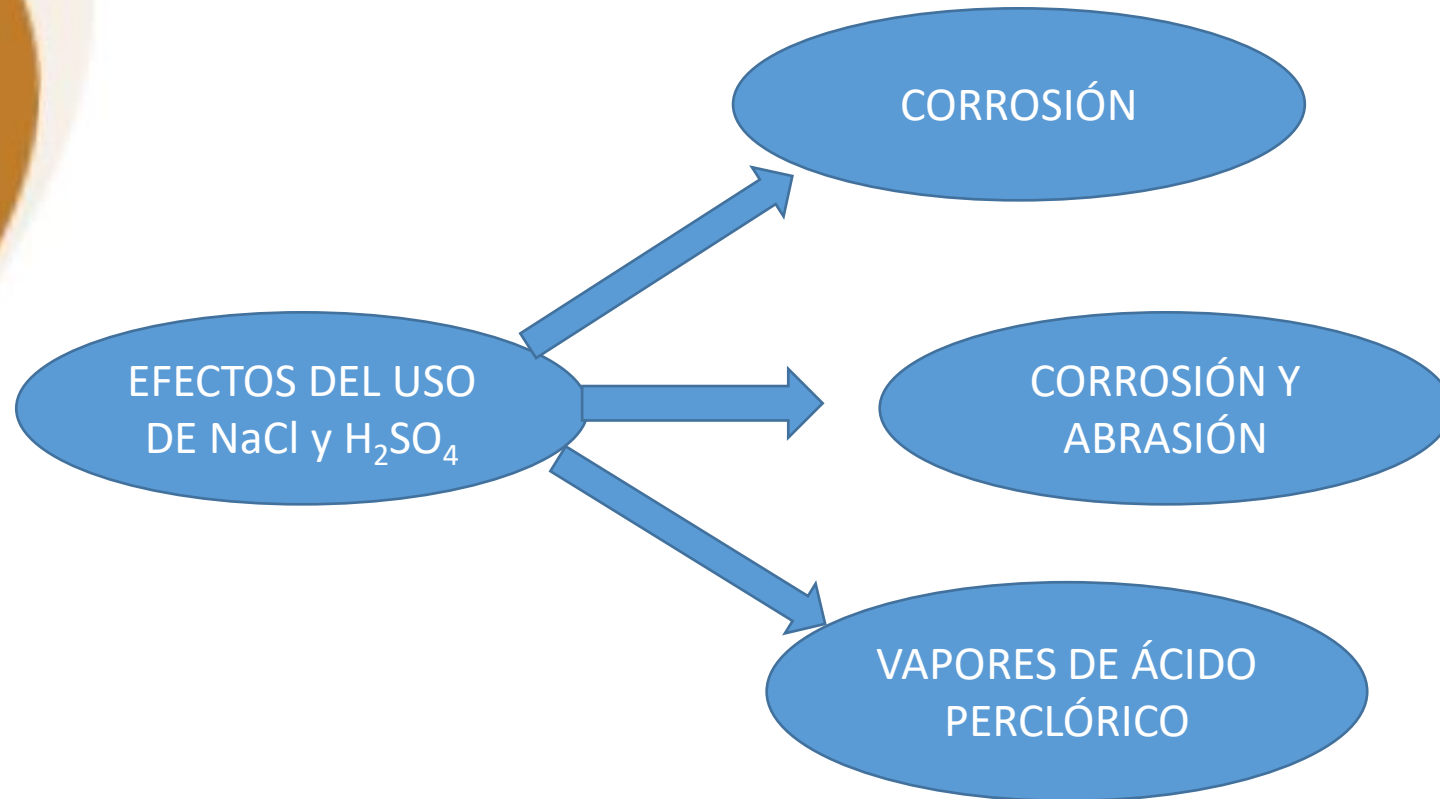 CORROSIÓN
EFECTOS DEL USO
DE NaCl y H₂SO₄
CORROSIÓN Y
ABRASIÓN
VAPORES DE ÁCIDO
PERCLÓRICO